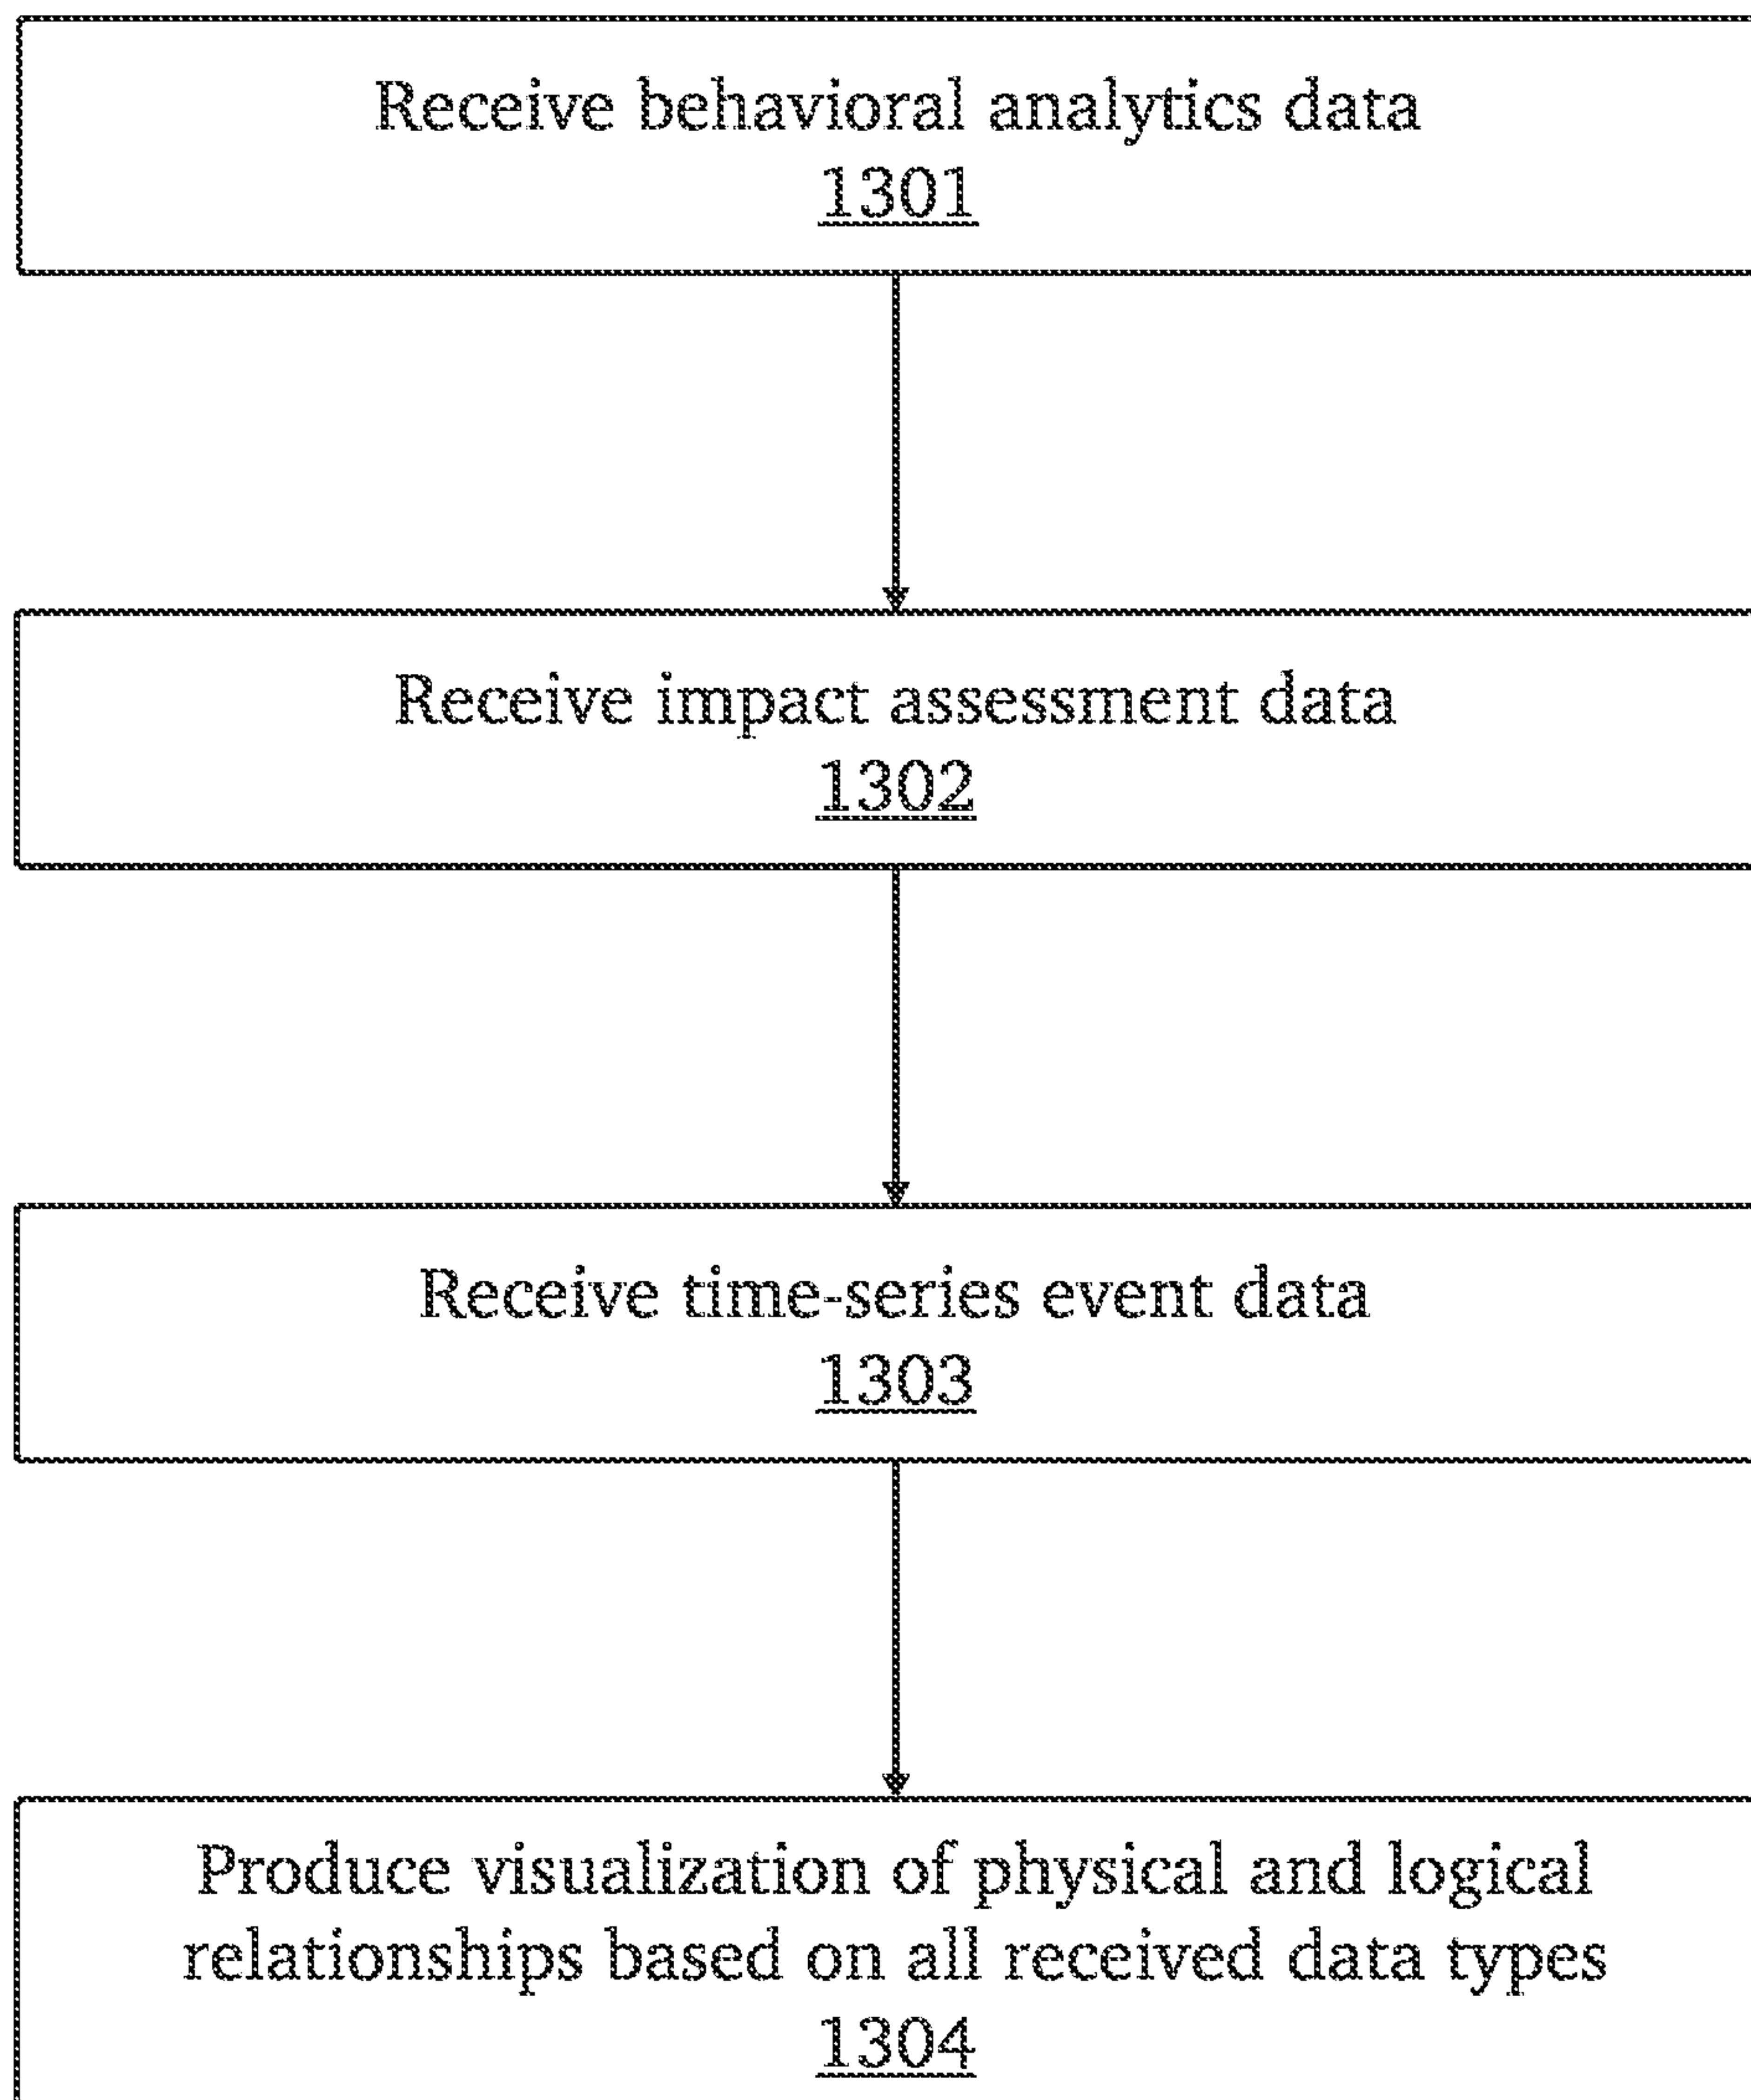 Receive behavioral analytics data
1301
Receive impact assessment data
1302
Receive time-series event data
1303
Produce visualization of physical and logical
relationships based on all received data types
1304